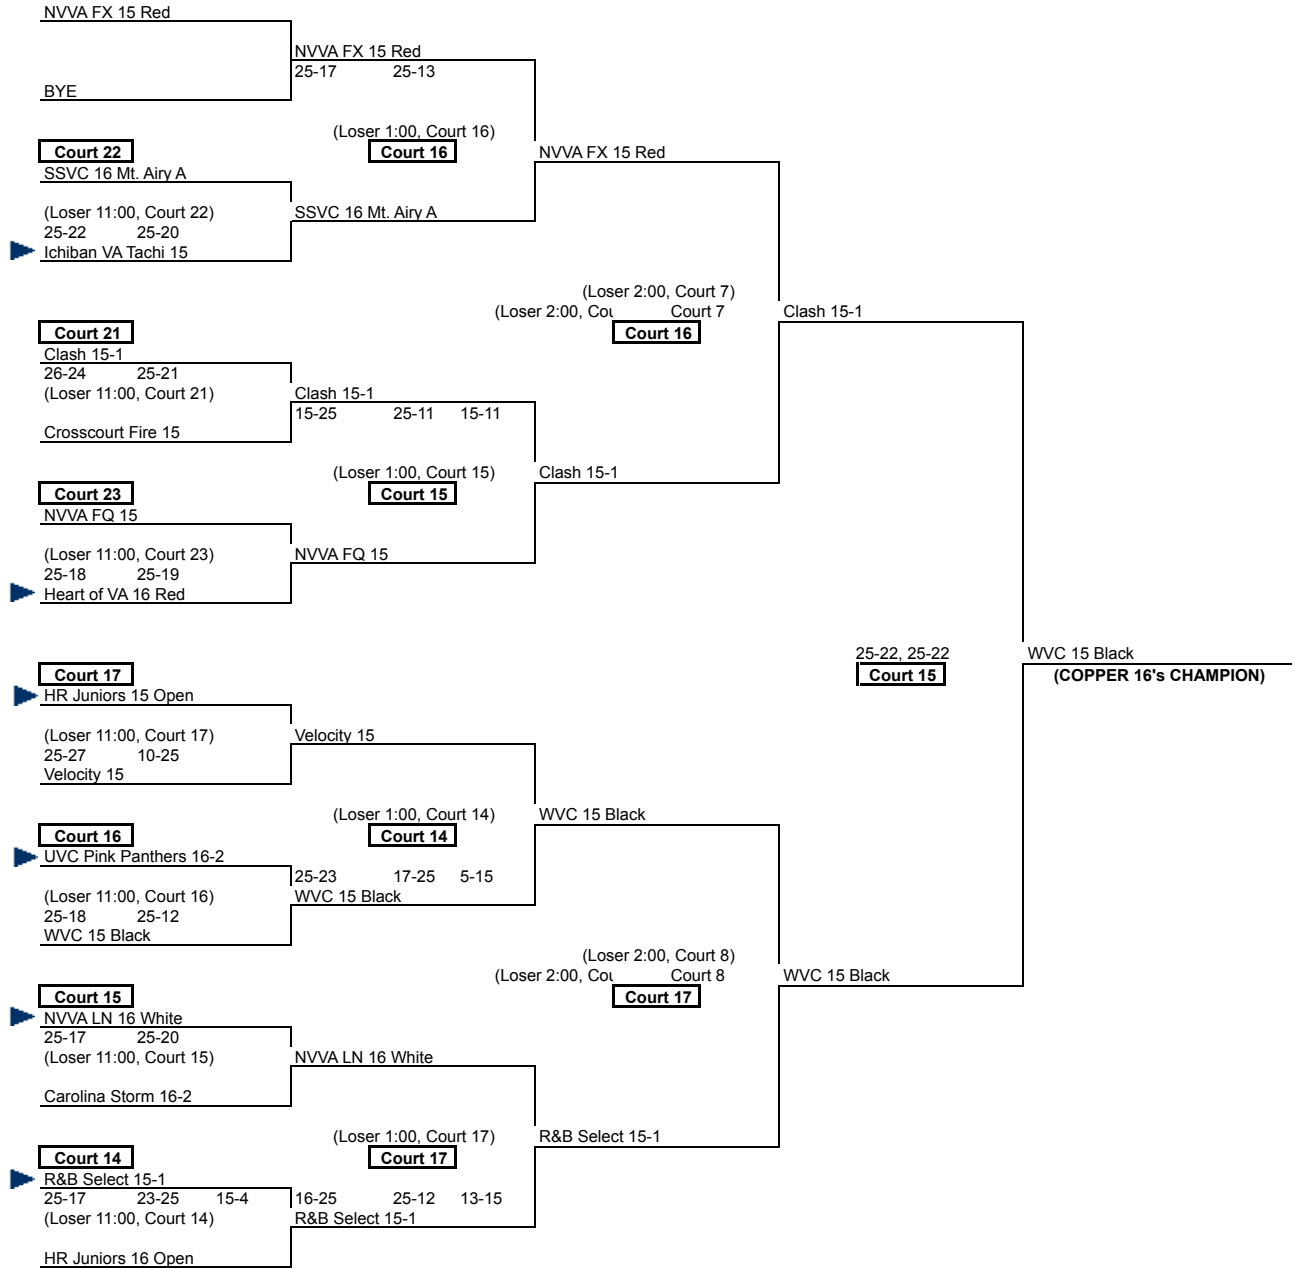 NVVA FX 15 Red
NVVA FX 15 Red
25-17 25-13
BYE
(Loser 1:00, Court 16)
Court 22
Court 16
NVVA FX 15 Red
SSVC 16 Mt. Airy A
(Loser 11:00, Court 22)
SSVC 16 Mt. Airy A
25-22 25-20
Ichiban VA Tachi 15
(Loser 2:00, Court 7)
(Loser 2:00, Cou Court 7
Clash 15-1
Court 21
Court 16
Clash 15-1
26-24 25-21
(Loser 11:00, Court 21)
Clash 15-1
15-25 25-11 15-11
Crosscourt Fire 15
(Loser 1:00, Court 15)
Clash 15-1
Court 23
Court 15
NVVA FQ 15
(Loser 11:00, Court 23)
NVVA FQ 15
25-18 25-19
Heart of VA 16 Red
25-22, 25-22
WVC 15 Black
Court 17
Court 15
(COPPER 16's CHAMPION)
HR Juniors 15 Open
(Loser 11:00, Court 17)
Velocity 15
25-27 10-25
Velocity 15
(Loser 1:00, Court 14)
WVC 15 Black
Court 16
Court 14
UVC Pink Panthers 16-2
25-23 17-25 5-15
(Loser 11:00, Court 16)
WVC 15 Black
25-18 25-12
WVC 15 Black
(Loser 2:00, Court 8)
(Loser 2:00, Cou Court 8
WVC 15 Black
Court 15
Court 17
NVVA LN 16 White
25-17 25-20
(Loser 11:00, Court 15)
NVVA LN 16 White
Carolina Storm 16-2
(Loser 1:00, Court 17)
R&B Select 15-1
Court 14
Court 17
R&B Select 15-1
25-17 23-25 15-4
16-25 25-12 13-15
(Loser 11:00, Court 14)
R&B Select 15-1
HR Juniors 16 Open